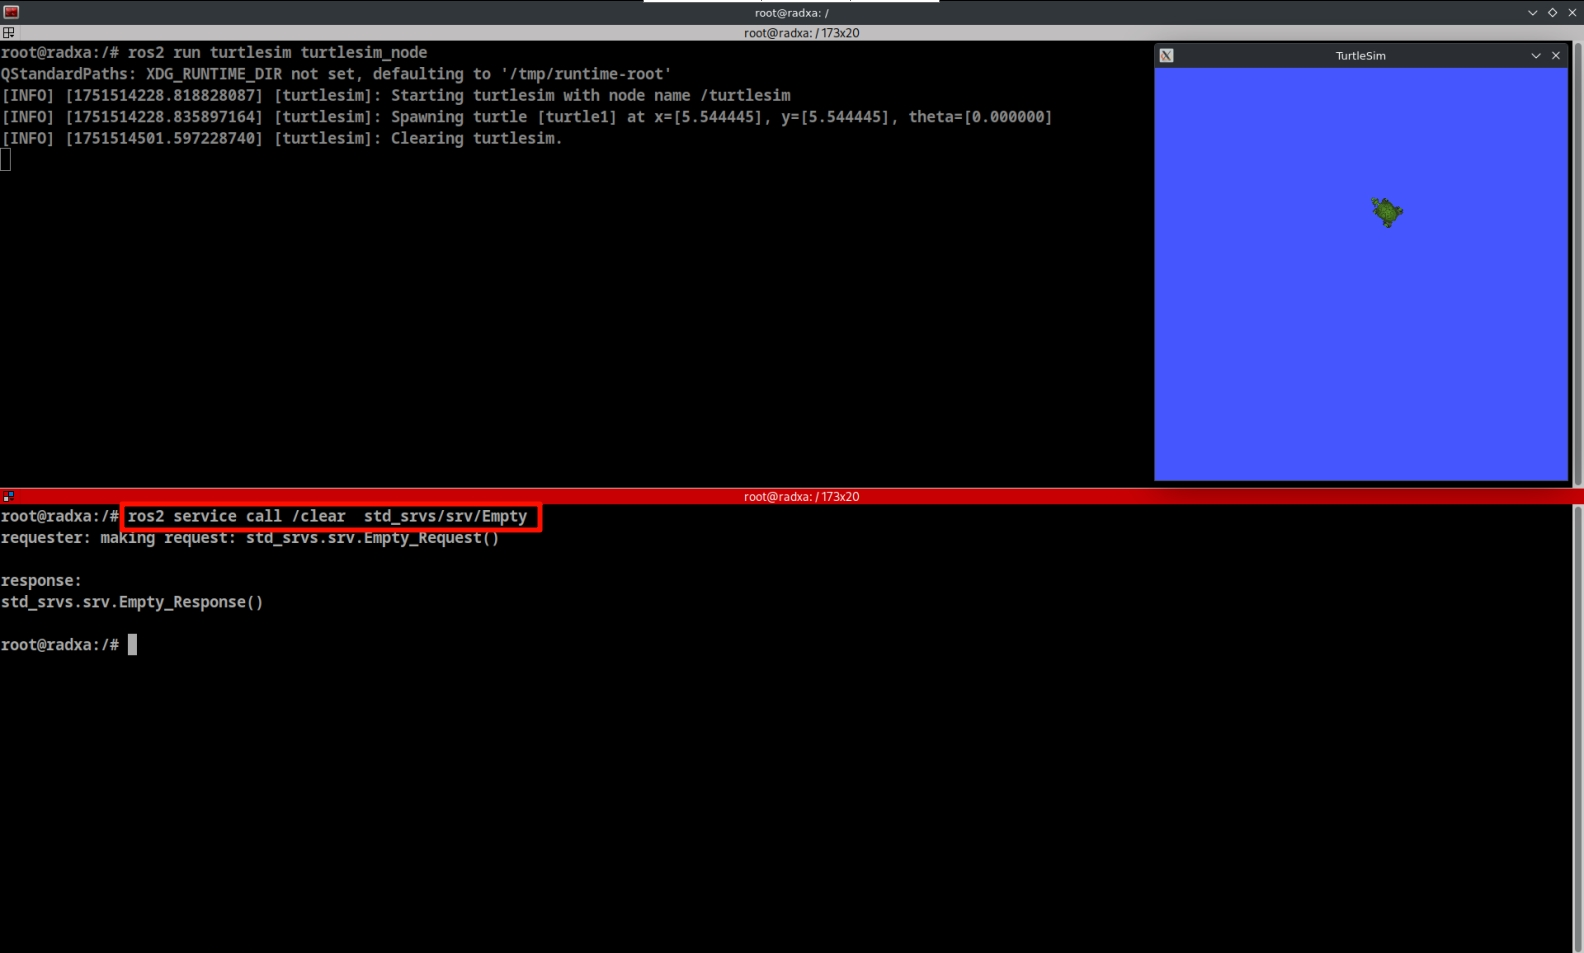 root@radxa: /
root@radxa: / 173x20
root@radxa:/# ros2 run turtlesim turtlesim_node
QStandardPaths: XDG_RUNTIME_DIR not set, defaulting to '/tmp/runtime-root'
[INFO] [1751514228.818828087] [turtlesim]: Starting turtlesim with node name /turtlesim
[INFO] [1751514228.835897164] [turtlesim]: Spawning turtle [turtle1] at x=[5.544445], y=[5.544445], theta=[0.000000]
[INFO] [1751514501.597228740] [turtlesim]: Clearing turtlesim.
TurtleSim
root@radxa: / 173x20
root@radxa:/# ros2 service call /clear  std_srvs/srv/Empty
requester: making request: std_srvs.srv.Empty_Request()
response:
std_srvs.srv.Empty_Response()
root@radxa:/#